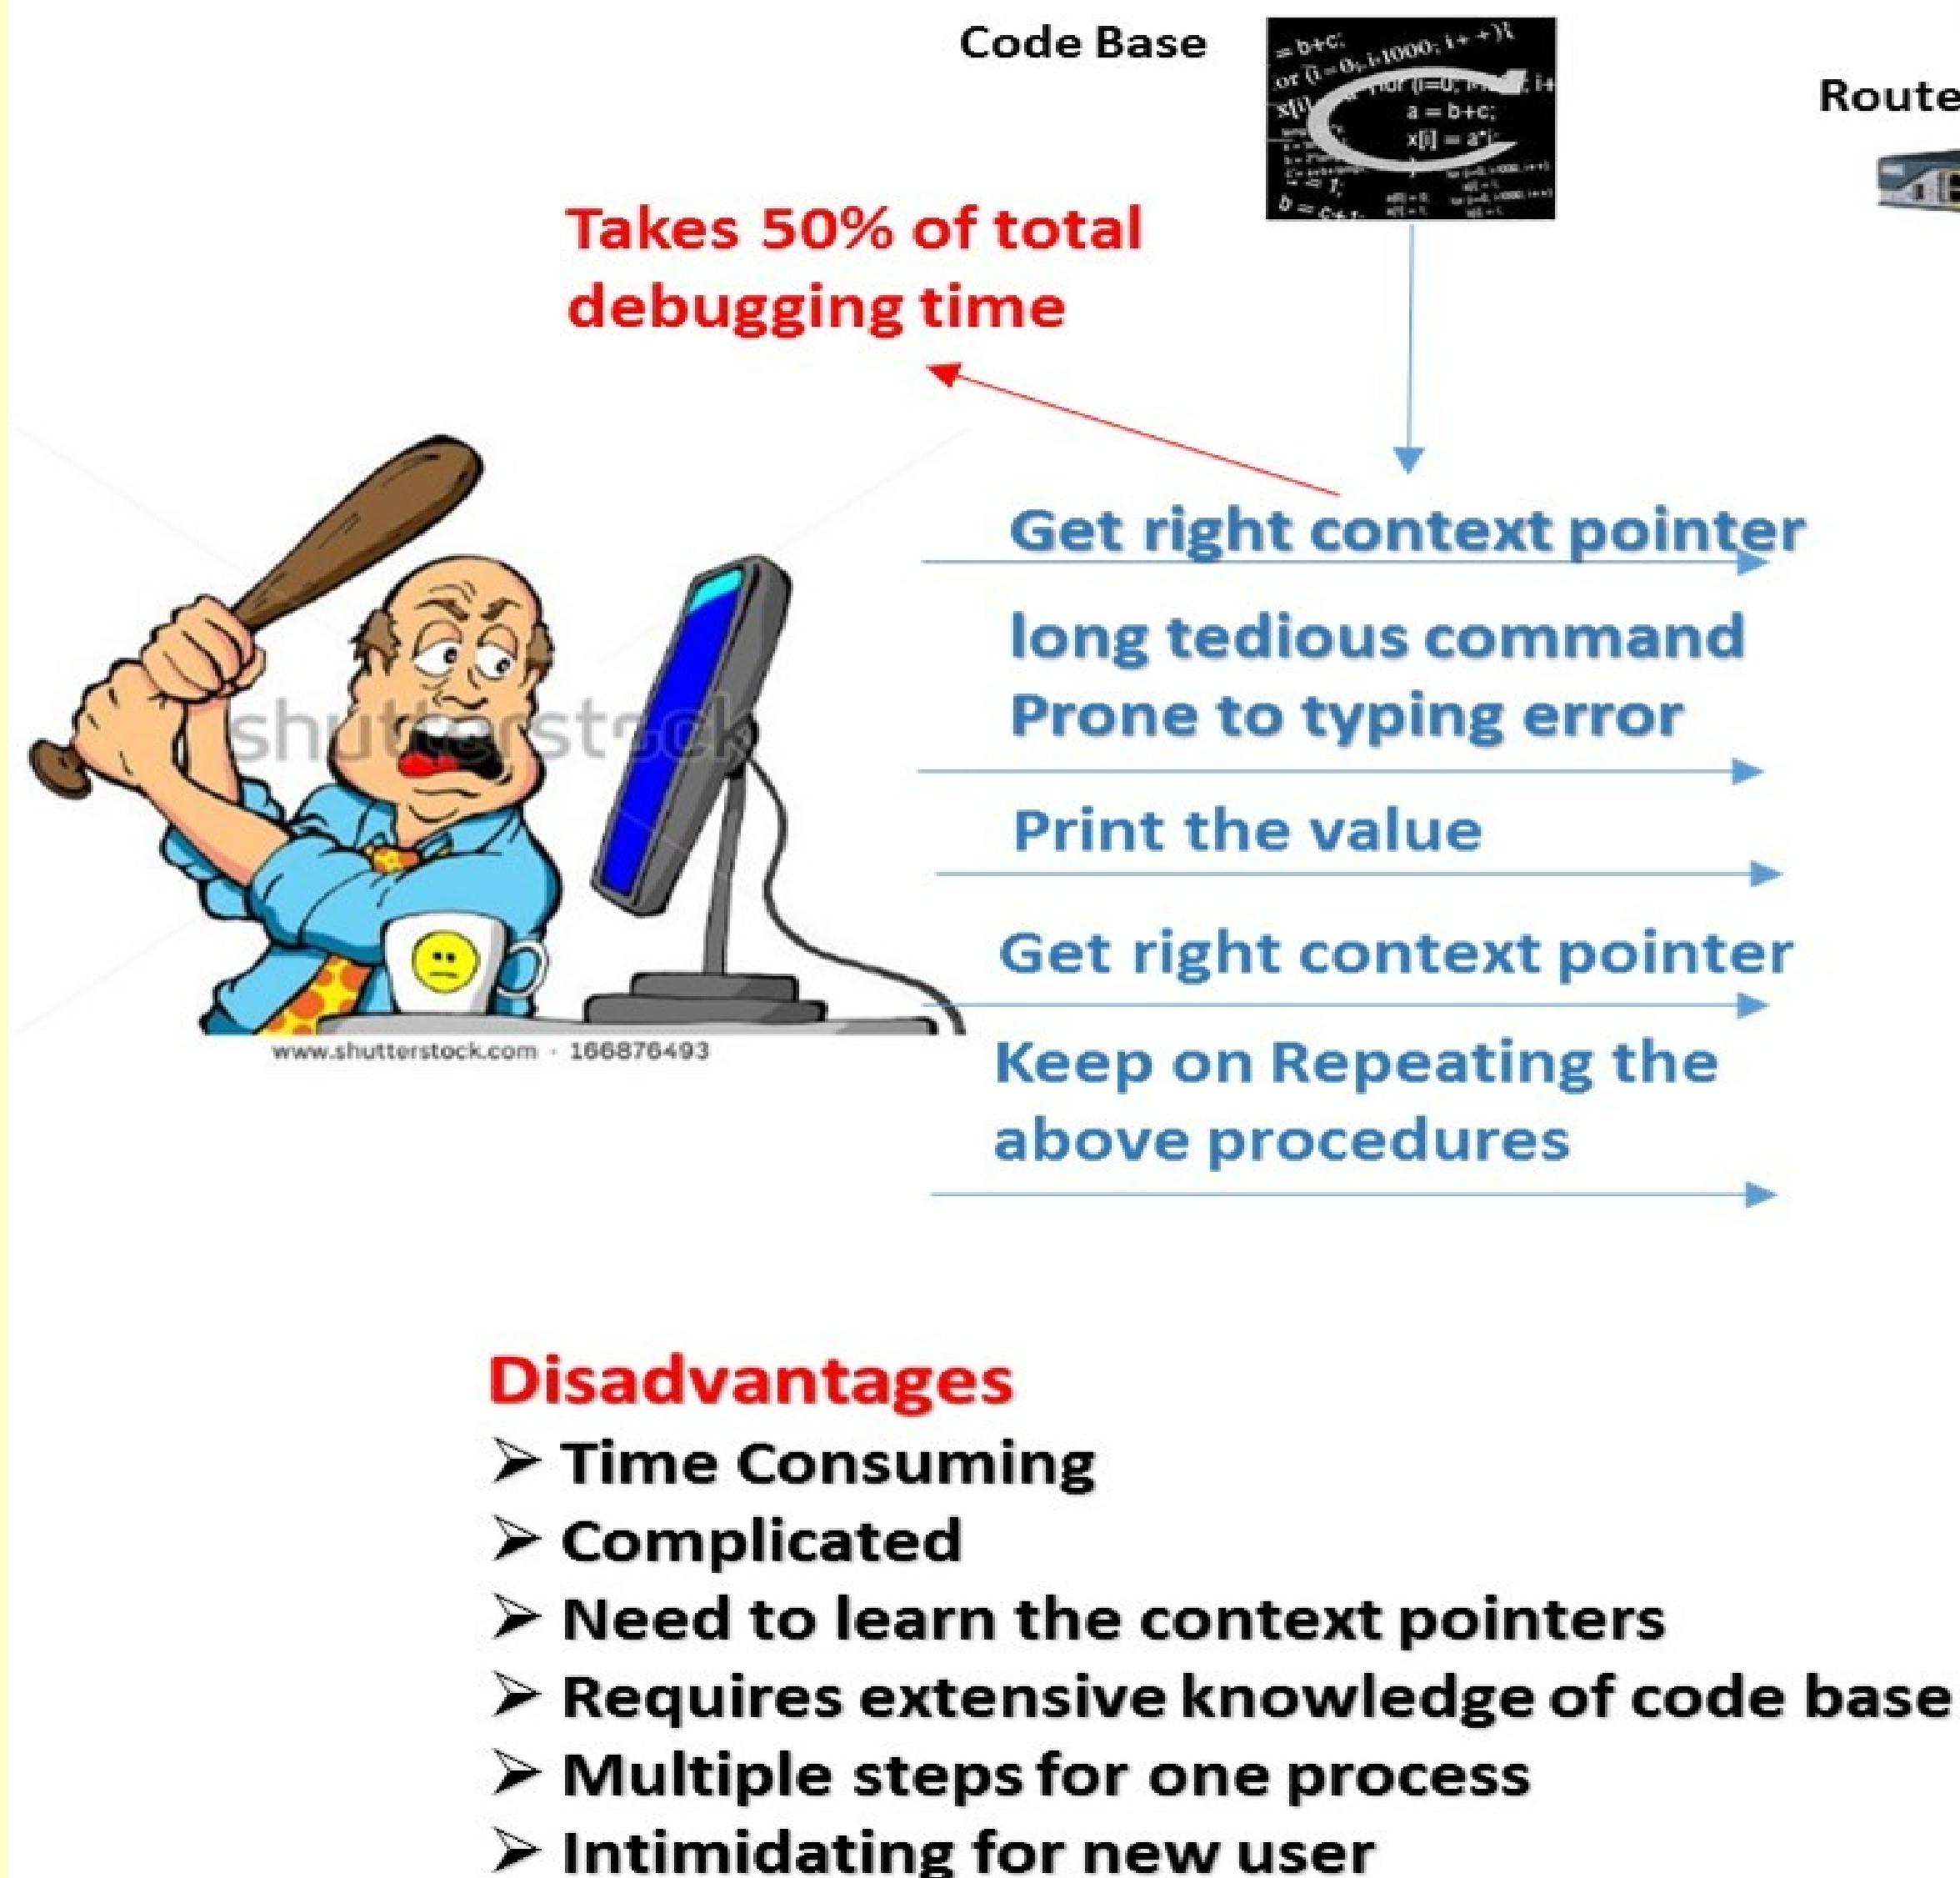 Code Base
= b+c;
a = b+c;
Route
Takes 50% of total
debugging time
Get right context pointer
long tedious command
Prone to typing error
Print the value
Get right context pointer
Keep on Repeating the
above procedures
shutterstock
www.shutterstock.com · 166876493
Disadvantages
➢ Time Consuming
➢ Complicated
➢ Need to learn the context pointers
➢ Requires extensive knowledge of code base
➢ Multiple steps for one process
➢ Intimidating for new user